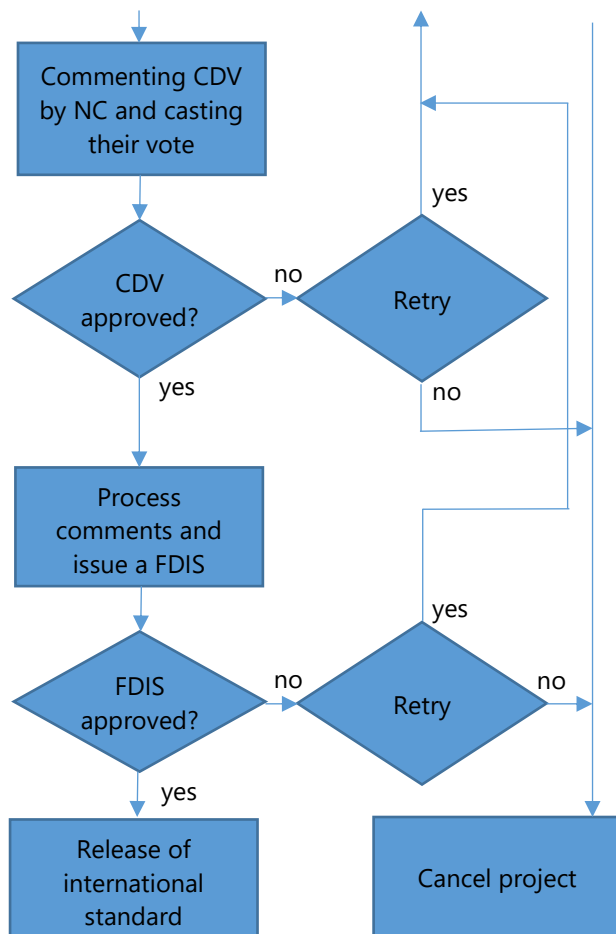 Commenting CDV
by NC and casting
their vote
yes
CDV
approved?
no
Retry
yes
no
Process
comments and
issue a FDIS
yes
FDIS
approved?
no
Retry
no
yes
Release of
international
standard
Cancel project